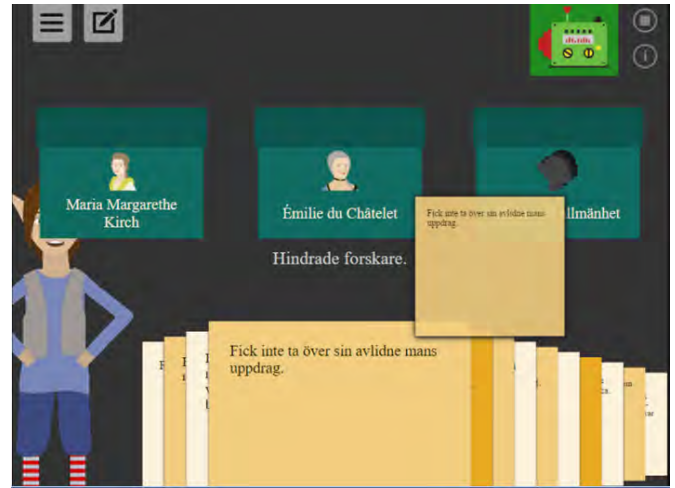 Maria Margarethe
Kirch
Émilie du Châtelet
llmänhet
Fick inte ta över sin avlidne mans
uppdrag.
Hindrade forskare.
Fick inte ta över sin avlidne mans
uppdrag.